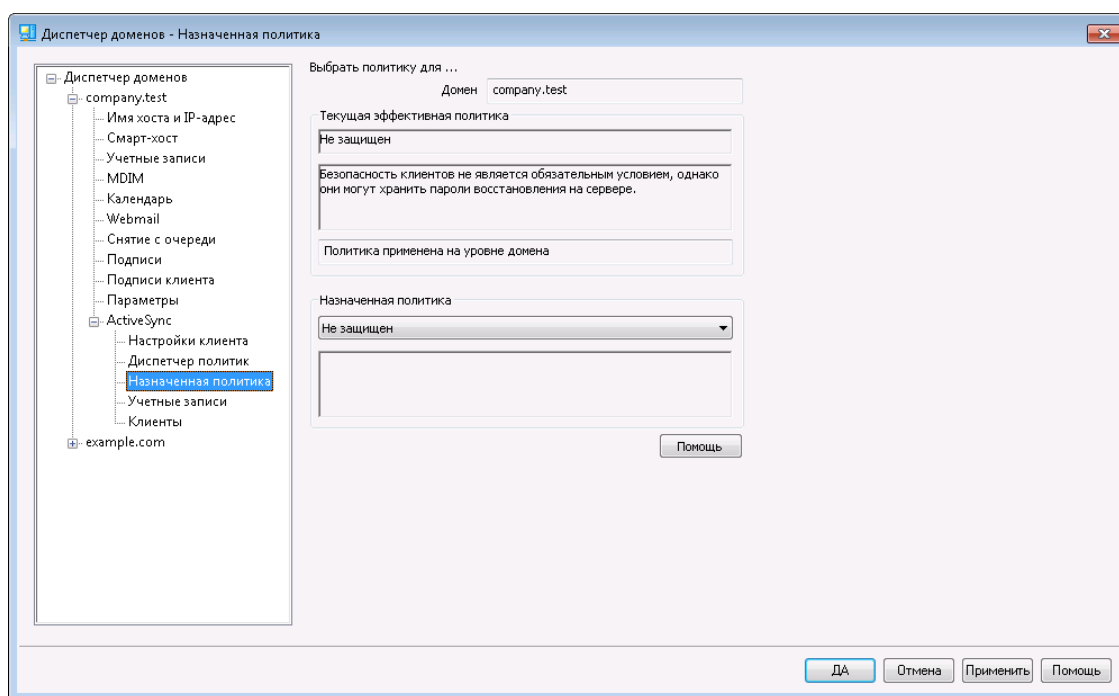 Диспетчер доменов - Назначенная политика
Диспетчер доменов
company.test
Имя хоста и IP-адрес
Смарт-хост
Учетные записи
MDIM
Календарь
Webmail
Снятие с очереди
Подписи
Подписи клиента
Параметры
ActiveSync
Настройки клиента
Диспетчер политик
Назначенная политика
Учетные записи
Клиенты
example.com
Выбрать политику для ...
Домен company.test
Текущая эффективная политика
Не защищен
Безопасность клиентов не является обязательным условием, однако
они могут хранить пароли восстановления на сервере.
Политика применена на уровне домена
Назначенная политика
Не защищен
Помощь
ДА Отмена Применить Помощь